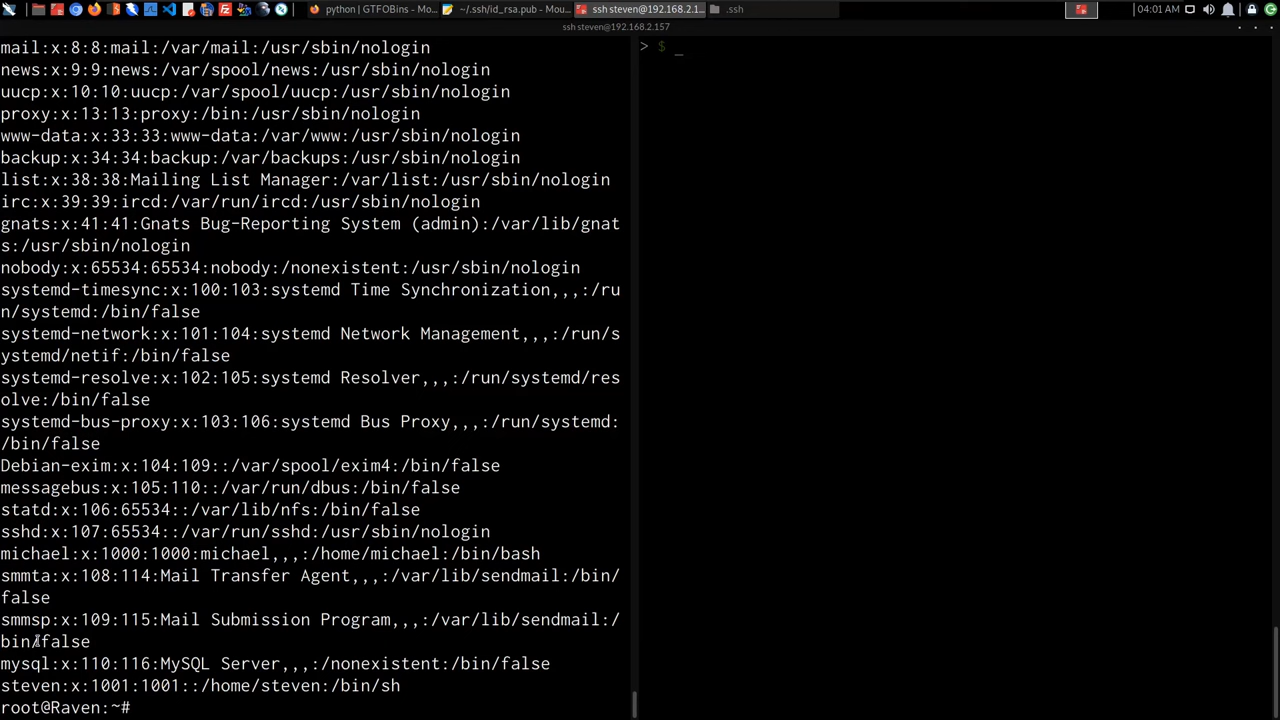 python | GTFOBins - Mo...
~/.ssh/id_rsa.pub - Mou...
ssh steven@192.168.2.1...
.ssh
04:01 AM
ssh steven@192.168.2.157
mail:x:8:8:mail:/var/mail:/usr/sbin/nologin
news:x:9:9:news:/var/spool/news:/usr/sbin/nologin
uucp:x:10:10:uucp:/var/spool/uucp:/usr/sbin/nologin
proxy:x:13:13:proxy:/bin:/usr/sbin/nologin
www-data:x:33:33:www-data:/var/www:/usr/sbin/nologin
backup:x:34:34:backup:/var/backups:/usr/sbin/nologin
list:x:38:38:Mailing List Manager:/var/list:/usr/sbin/nologin
irc:x:39:39:ircd:/var/run/ircd:/usr/sbin/nologin
gnats:x:41:41:Gnats Bug-Reporting System (admin):/var/lib/gnat
s:/usr/sbin/nologin
nobody:x:65534:65534:nobody:/nonexistent:/usr/sbin/nologin
systemd-timesync:x:100:103:systemd Time Synchronization,,,:/ru
n/systemd:/bin/false
systemd-network:x:101:104:systemd Network Management,,,:/run/s
ystemd/netif:/bin/false
systemd-resolve:x:102:105:systemd Resolver,,,:/run/systemd/res
olve:/bin/false
systemd-bus-proxy:x:103:106:systemd Bus Proxy,,,:/run/systemd:
/bin/false
Debian-exim:x:104:109::/var/spool/exim4:/bin/false
messagebus:x:105:110::/var/run/dbus:/bin/false
statd:x:106:65534::/var/lib/nfs:/bin/false
sshd:x:107:65534::/var/run/sshd:/usr/sbin/nologin
michael:x:1000:1000:michael,,,:/home/michael:/bin/bash
smmta:x:108:114:Mail Transfer Agent,,,:/var/lib/sendmail:/bin/
false
smmsp:x:109:115:Mail Submission Program,,,:/var/lib/sendmail:/
bin/false
mysql:x:110:116:MySQL Server,,,:/nonexistent:/bin/false
steven:x:1001:1001::/home/steven:/bin/sh
root@Raven:~#
> $ _